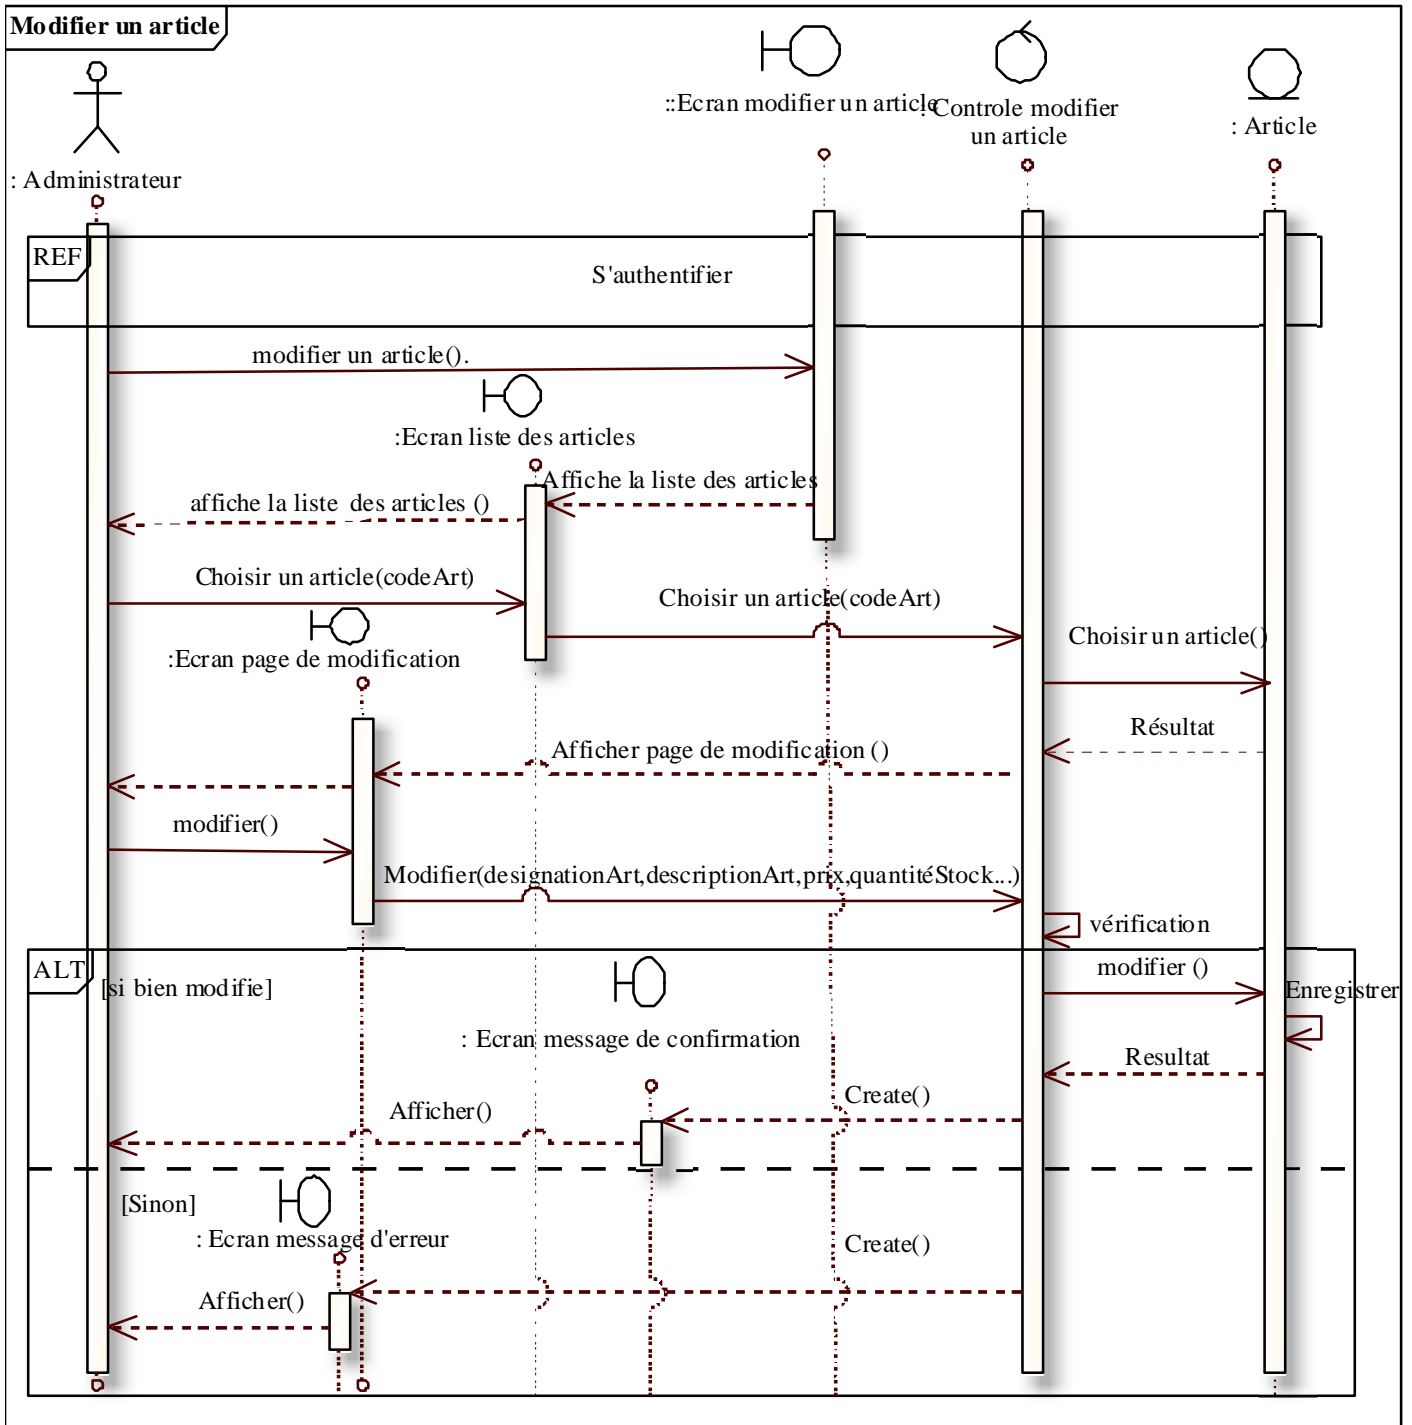 Modifier un article
::Ecran modifier un article
: Controle modifier
un article
: Article
: Administrateur
REF
S'authentifier
modifier un article().
:Ecran liste des articles
Affiche la liste des articles
affiche la liste des articles ()
Choisir un article(codeArt)
Choisir un article(codeArt)
Choisir un article()
:Ecran page de modification
Résultat
Afficher page de modification ()
modifier()
Modifier(designationArt,descriptionArt,prix,quantitéStock...)
vérification
ALT
[si bien modifie]
modifier ()
Enregistrer
: Ecran message de confirmation
Resultat
Create()
Afficher()
[Sinon]
: Ecran message d'erreur
Create()
Afficher()